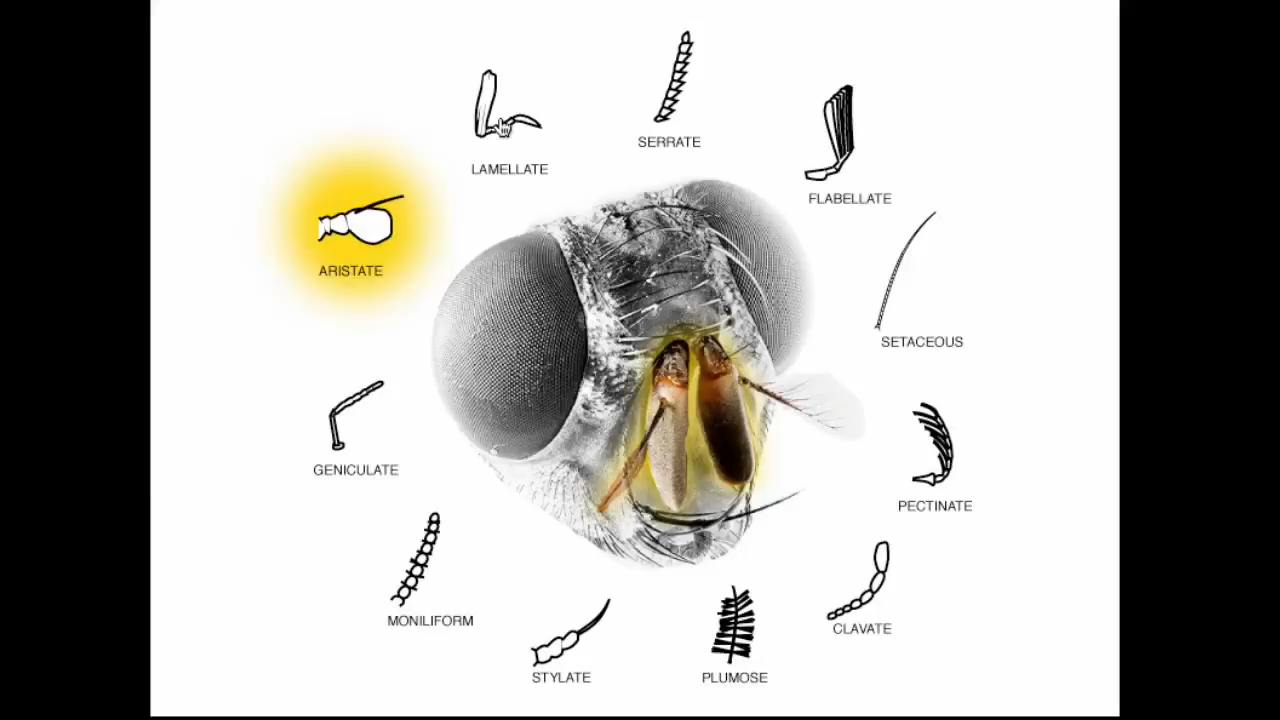 SERRATE
LAMELLATE
FLABELLATE
ARISTATE
SETACEOUS
GENICULATE
PECTINATE
MONILIFORM
CLAVATE
STYLATE
PLUMOSE